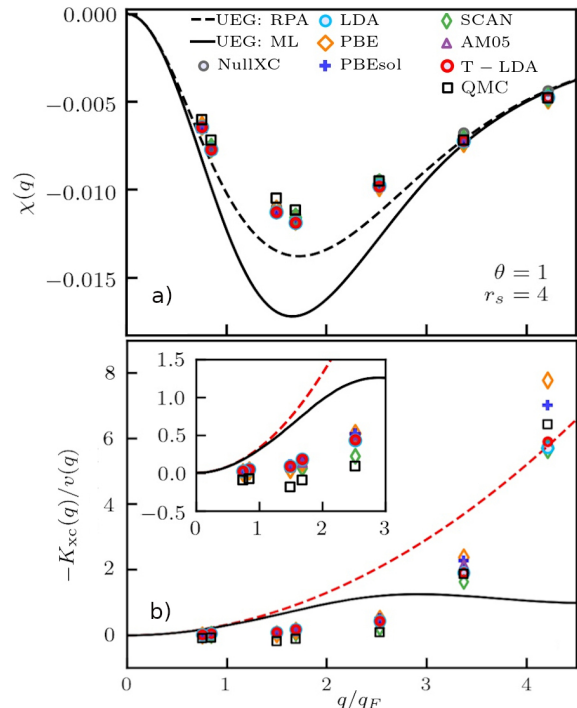 UEG: RPA
UEG: ML
NullXC
LDA
PBE
PBEsol
SCAN
AM05
T − LDA
QMC
0.000
−0.005
−0.010
−0.015
χ(q)
a)
θ = 1
r_s = 4
8
6
4
2
0
−K_xc(q)/v(q)
1.5
1.0
0.5
0.0
−0.5
0 1 2 3
b)
0 1 2 3 4
q/q_F